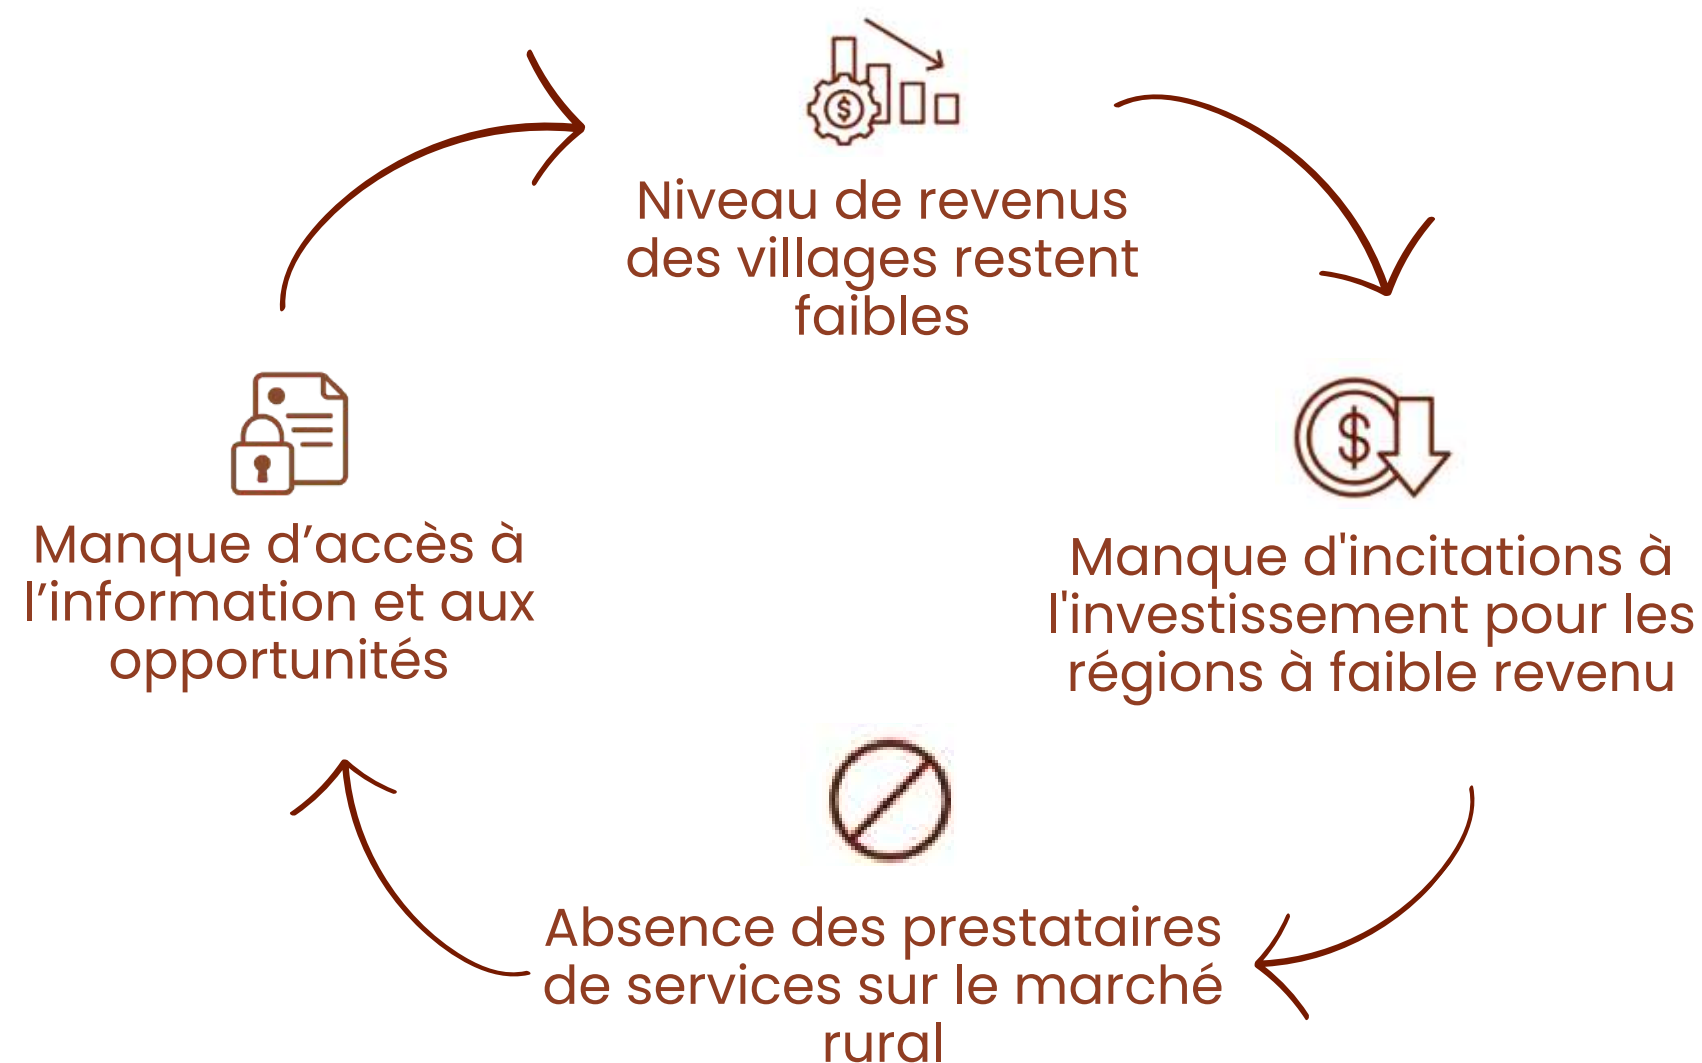 Niveau de revenus
des villages restent
faibles
Manque d'incitations à
l'investissement pour les
régions à faible revenu
Absence des prestataires
de services sur le marché
rural
Manque d’accès à
l’information et aux
opportunités